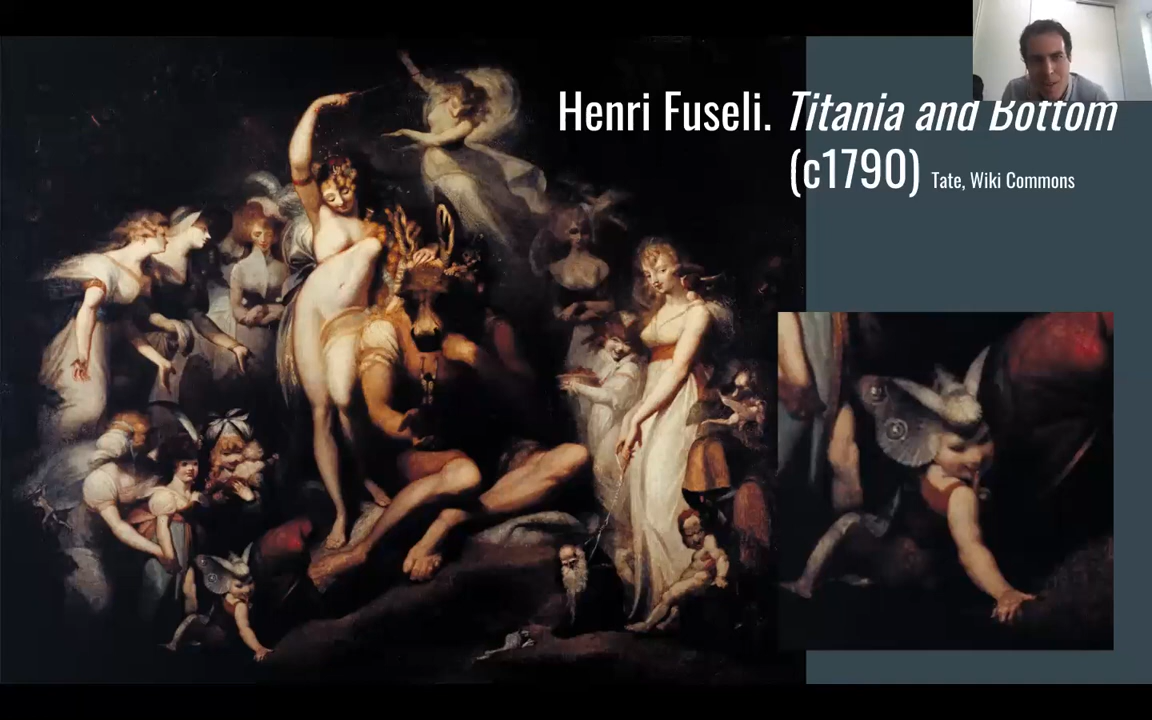 Henri Fuseli. Titania and Bottom
(c1790) Tate, Wiki Commons